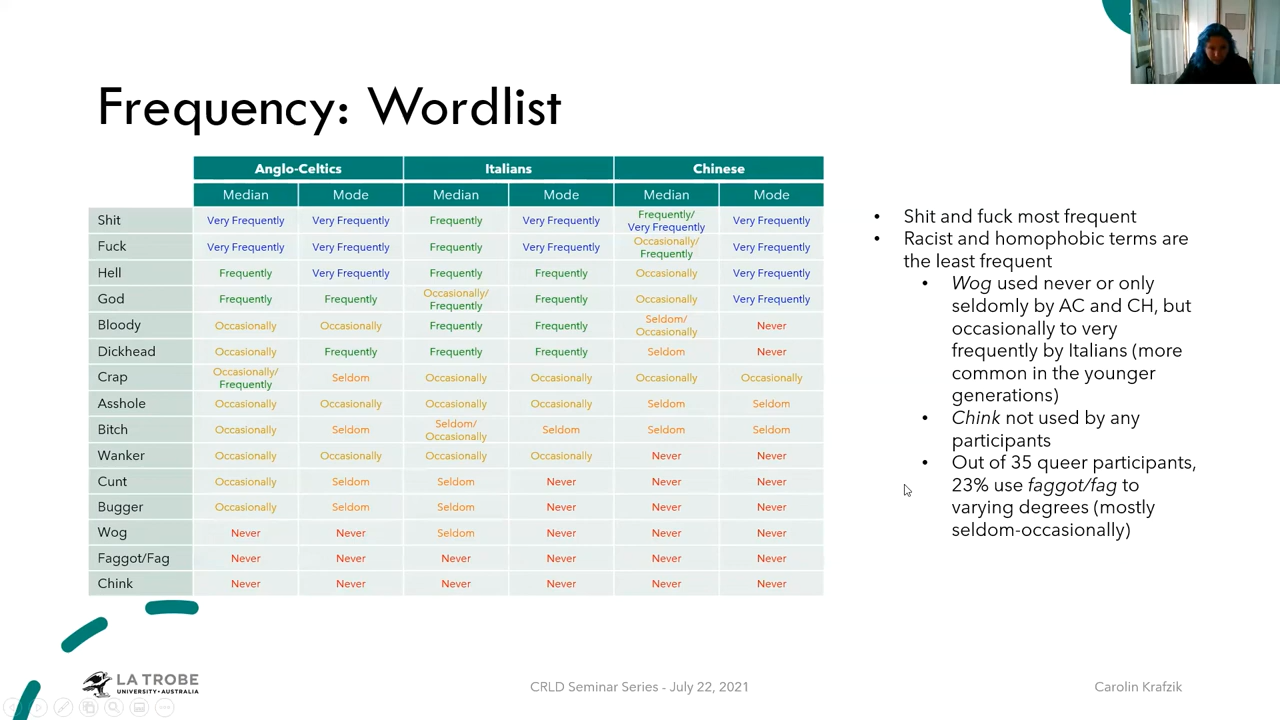 Frequency: Wordlist
Anglo-Celtics Italians Chinese
Median Mode Median Mode Median Mode
Shit Very Frequently Very Frequently Frequently Very Frequently Frequently/ Very Frequently Very Frequently
Fuck Very Frequently Very Frequently Frequently Very Frequently Occasionally/ Frequently Very Frequently
Hell Frequently Very Frequently Frequently Frequently Occasionally Very Frequently
God Frequently Frequently Occasionally/ Frequently Frequently Occasionally Very Frequently
Bloody Occasionally Occasionally Frequently Frequently Seldom/ Occasionally Never
Dickhead Occasionally Frequently Frequently Frequently Seldom Never
Crap Occasionally/ Frequently Seldom Occasionally Occasionally Occasionally Occasionally
Asshole Occasionally Occasionally Occasionally Occasionally Seldom Seldom
Bitch Occasionally Seldom Seldom/ Occasionally Seldom Seldom Seldom
Wanker Occasionally Occasionally Occasionally Occasionally Never Never
Cunt Occasionally Seldom Seldom Never Never Never
Bugger Occasionally Seldom Seldom Never Never Never
Wog Never Never Seldom Never Never Never
Faggot/Fag Never Never Never Never Never Never
Chink Never Never Never Never Never Never
• Shit and fuck most frequent
• Racist and homophobic terms are
the least frequent
• Wog used never or only
seldomly by AC and CH, but
occasionally to very
frequently by Italians (more
common in the younger
generations)
• Chink not used by any
participants
• Out of 35 queer participants,
23% use faggot/fag to
varying degrees (mostly
seldom-occasionally)
LA TROBE
UNIVERSITY•AUSTRALIA
CRLD Seminar Series - July 22, 2021
Carolin Krafzik